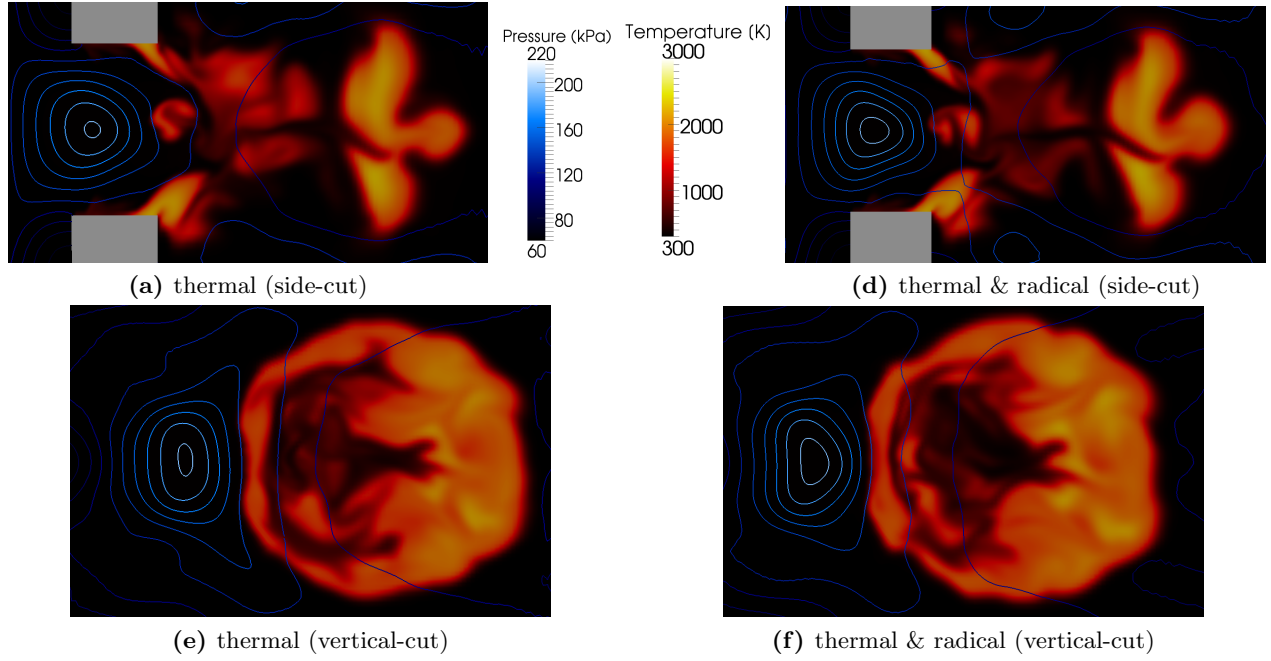 Pressure (kPa)
220
200
160
120
80
60
Temperature (K)
3000
2000
1000
300
(a) thermal (side-cut)
(d) thermal & radical (side-cut)
(e) thermal (vertical-cut)
(f) thermal & radical (vertical-cut)